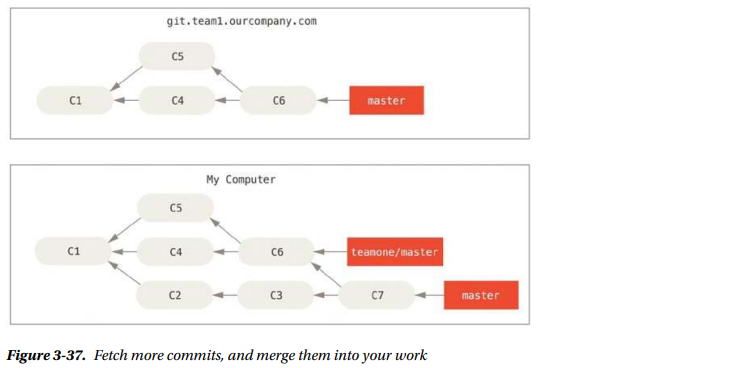 git.team1.ourcompany.com
C5
C1 C4 C6 master
My Computer
C5
C1 C4 C6 teamone/master
C2 C3 C7 master
Figure 3-37. Fetch more commits, and merge them into your work